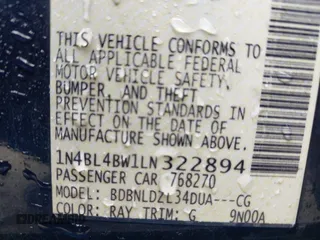 THIS VEHICLE CONFORMS TO
ALL APPLICABLE FEDERAL
MOTOR VEHICLE SAFETY,
BUMPER, AND THEFT
PREVENTION STANDARDS IN
EFFECT ON THE DATE OF
MANUFACTURE SHOWN ABOVE.
1N4BL4BW1LN322894
PASSENGER CAR 768270
MODEL: BDBNLD2L34DUA---CG
COLOR: RAY TRIM: G 9N00A